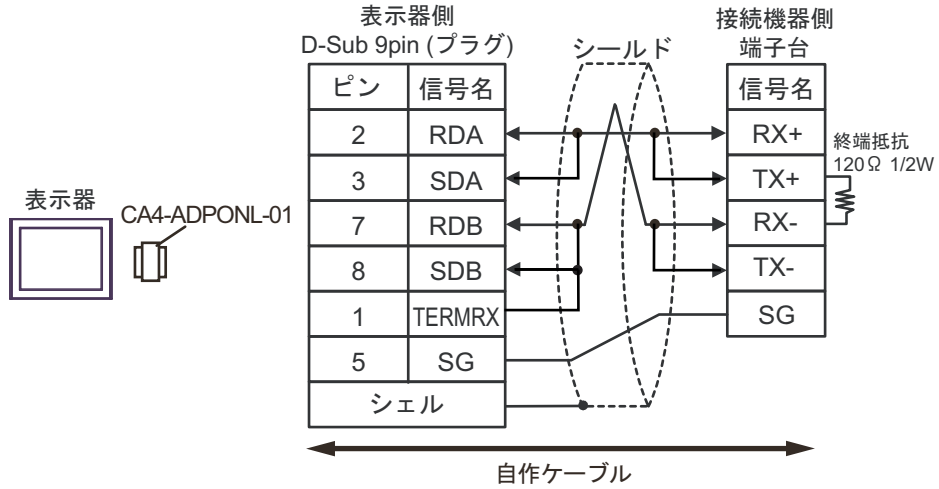 表示器側
D-Sub 9pin (プラグ)
シールド
接続機器側
端子台
ピン 信号名
信号名
2 RDA
RX+
3 SDA
TX+
終端抵抗
120Ω 1/2W
7 RDB
RX-
8 SDB
TX-
1 TERMRX
SG
5 SG
シェル
表示器
CA4-ADPONL-01
自作ケーブル